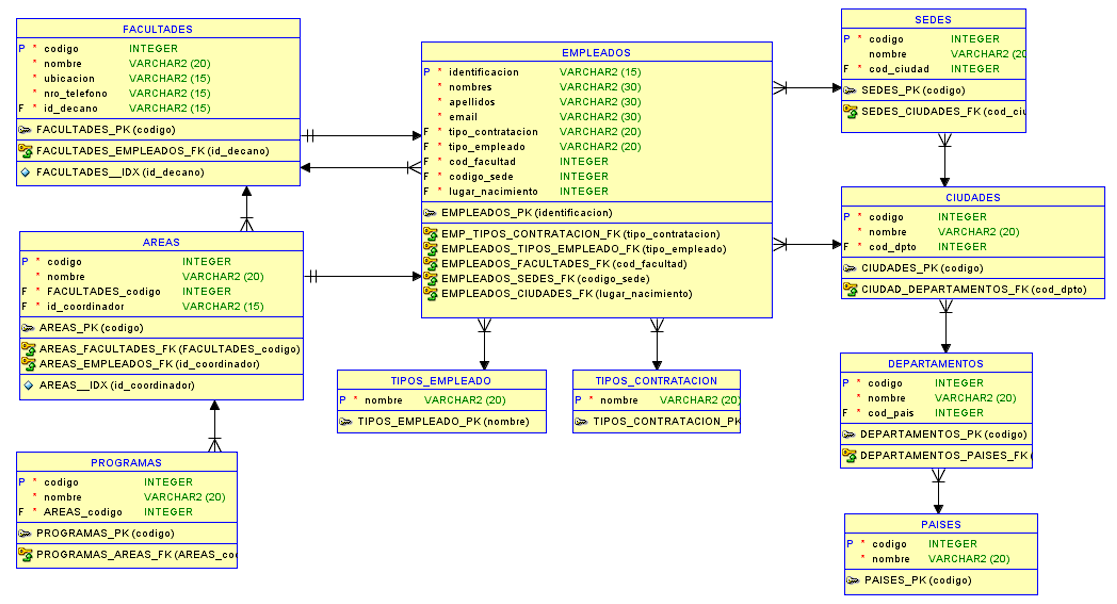 FACULTADES
P * codigo INTEGER
* nombre VARCHAR2 (20)
* ubicacion VARCHAR2 (15)
* nro_telefono VARCHAR2 (15)
F * id_decano VARCHAR2 (15)
FACULTADES_PK (codigo)
FACULTADES_EMPLEADOS_FK (id_decano)
FACULTADES__IDX (id_decano)
AREAS
P * codigo INTEGER
* nombre VARCHAR2 (20)
F * FACULTADES_codigo INTEGER
F * id_coordinador VARCHAR2 (15)
AREAS_PK (codigo)
AREAS_FACULTADES_FK (FACULTADES_codigo)
AREAS_EMPLEADOS_FK (id_coordinador)
AREAS__IDX (id_coordinador)
PROGRAMAS
P * codigo INTEGER
* nombre VARCHAR2 (20)
F * AREAS_codigo INTEGER
PROGRAMAS_PK (codigo)
PROGRAMAS_AREAS_FK (AREAS_co
EMPLEADOS
P * identificacion VARCHAR2 (15)
* nombres VARCHAR2 (30)
* apellidos VARCHAR2 (30)
* email VARCHAR2 (30)
F * tipo_contratacion VARCHAR2 (20)
F * tipo_empleado VARCHAR2 (20)
F * cod_facultad INTEGER
F * codigo_sede INTEGER
F * lugar_nacimiento INTEGER
EMPLEADOS_PK (identificacion)
EMP_TIPOS_CONTRATACION_FK (tipo_contratacion)
EMPLEADOS_TIPOS_EMPLEADO_FK (tipo_empleado)
EMPLEADOS_FACULTADES_FK (cod_facultad)
EMPLEADOS_SEDES_FK (codigo_sede)
EMPLEADOS_CIUDADES_FK (lugar_nacimiento)
TIPOS_EMPLEADO
P * nombre VARCHAR2 (20)
TIPOS_EMPLEADO_PK (nombre)
TIPOS_CONTRATACION
P * nombre VARCHAR2 (20)
TIPOS_CONTRATACION_PK
SEDES
P * codigo INTEGER
nombre VARCHAR2 (20
F * cod_ciudad INTEGER
SEDES_PK (codigo)
SEDES_CIUDADES_FK (cod_ciu
CIUDADES
P * codigo INTEGER
* nombre VARCHAR2 (20)
F * cod_dpto INTEGER
CIUDADES_PK (codigo)
CIUDAD_DEPARTAMENTOS_FK (cod_dpto)
DEPARTAMENTOS
P * codigo INTEGER
* nombre VARCHAR2 (20)
F * cod_pais INTEGER
DEPARTAMENTOS_PK (codigo)
DEPARTAMENTOS_PAISES_FK (
PAISES
P * codigo INTEGER
* nombre VARCHAR2 (20)
PAISES_PK (codigo)